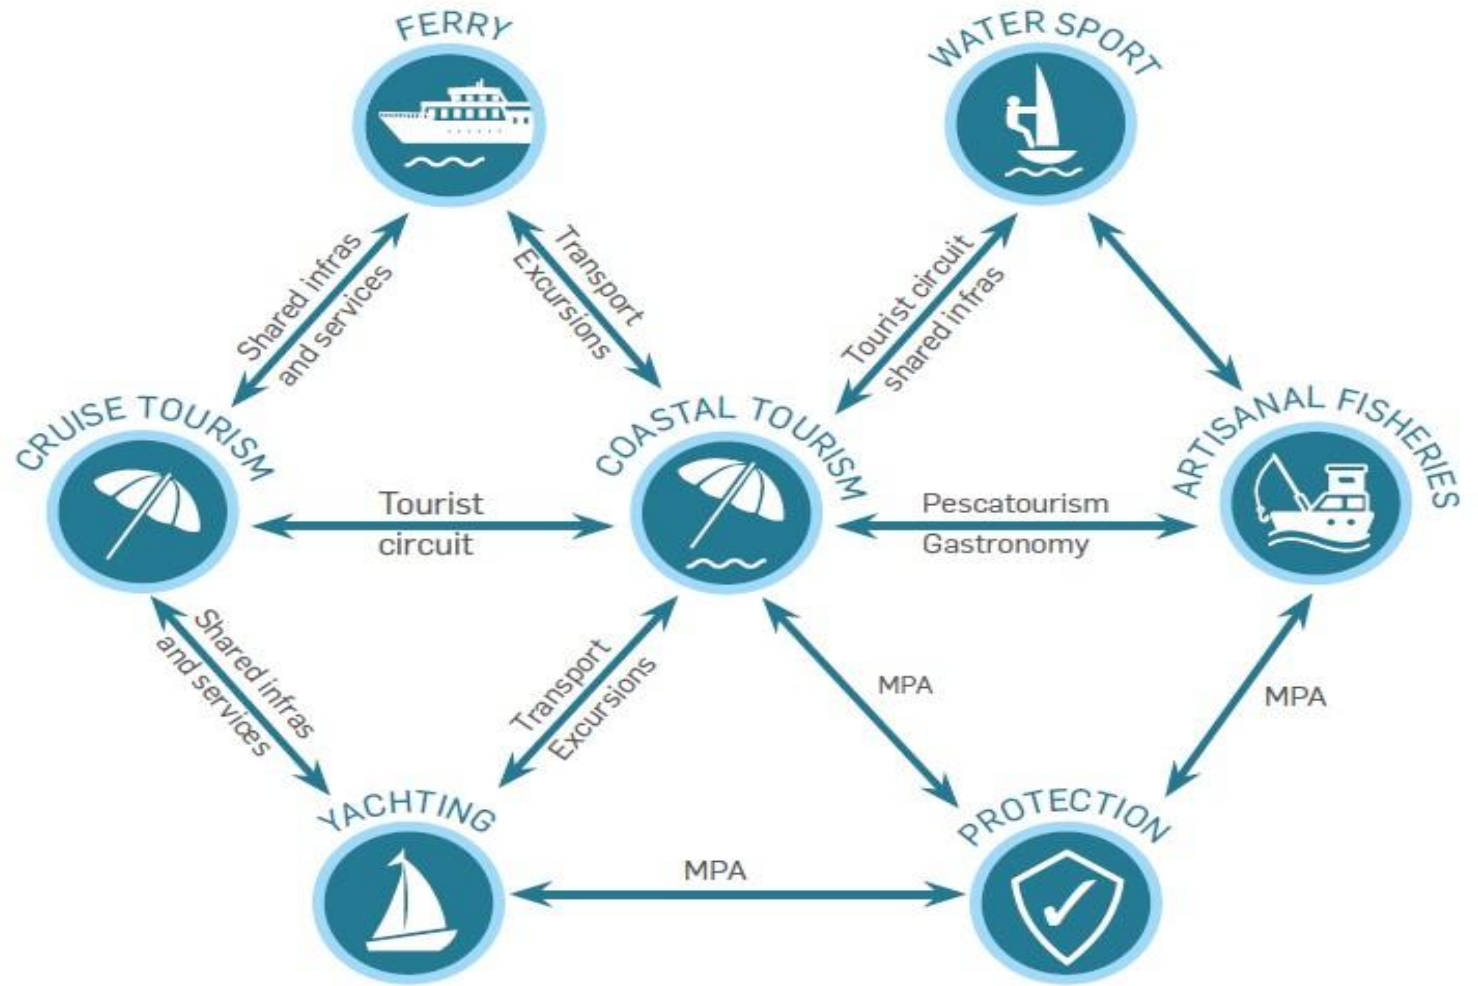 FERRY
WATER SPORT
Shared infras
and services
Transport
Excursions
Tourist circuit
shared infras
CRUISE TOURISM
COASTAL TOURISM
ARTISANAL FISHERIES
Tourist
circuit
Pescatourism
Gastronomy
Shared infras
and services
Transport
Excursions
MPA
MPA
YACHTING
PROTECTION
MPA